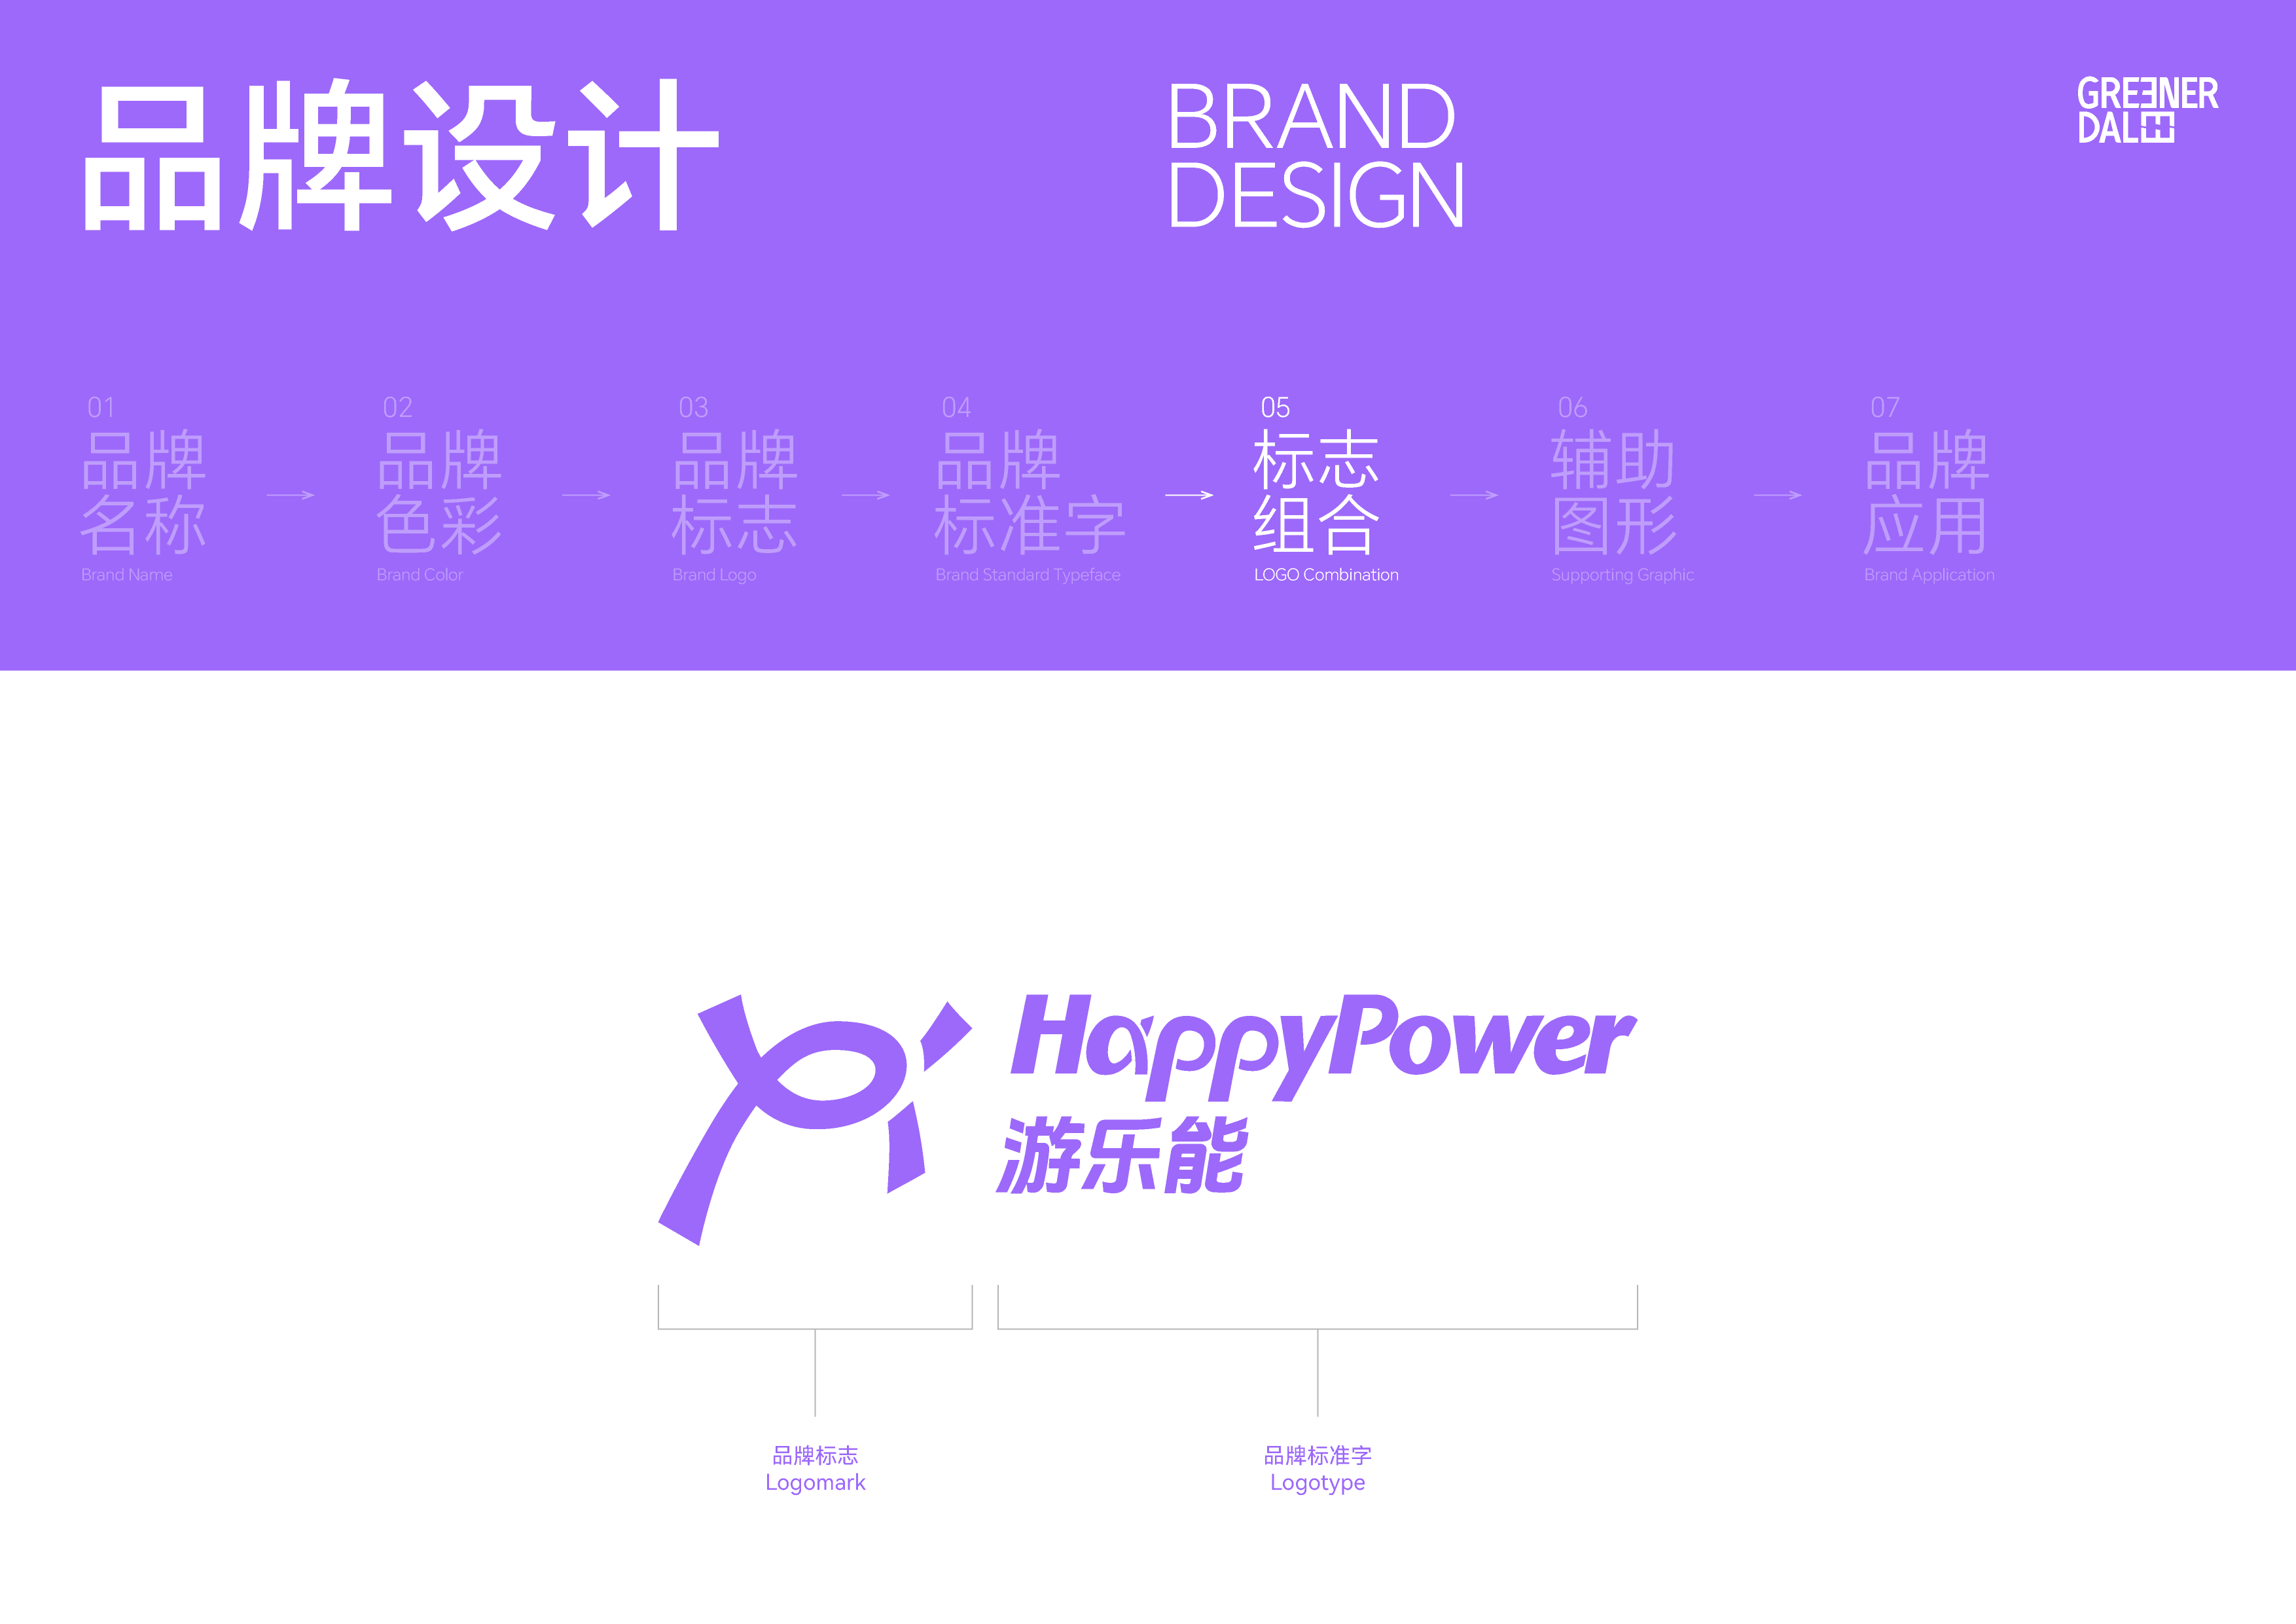 品牌设计
BRAND
DESIGN
GREENER
DALE
01
品牌
名称
Brand Name
02
品牌
色彩
Brand Color
03
品牌
标志
Brand Logo
04
品牌
标准字
Brand Standard Typeface
05
标志
组合
LOGO Combination
06
辅助
图形
Supporting Graphic
07
品牌
应用
Brand Application
HappyPower
游乐能
品牌标志
Logomark
品牌标准字
Logotype